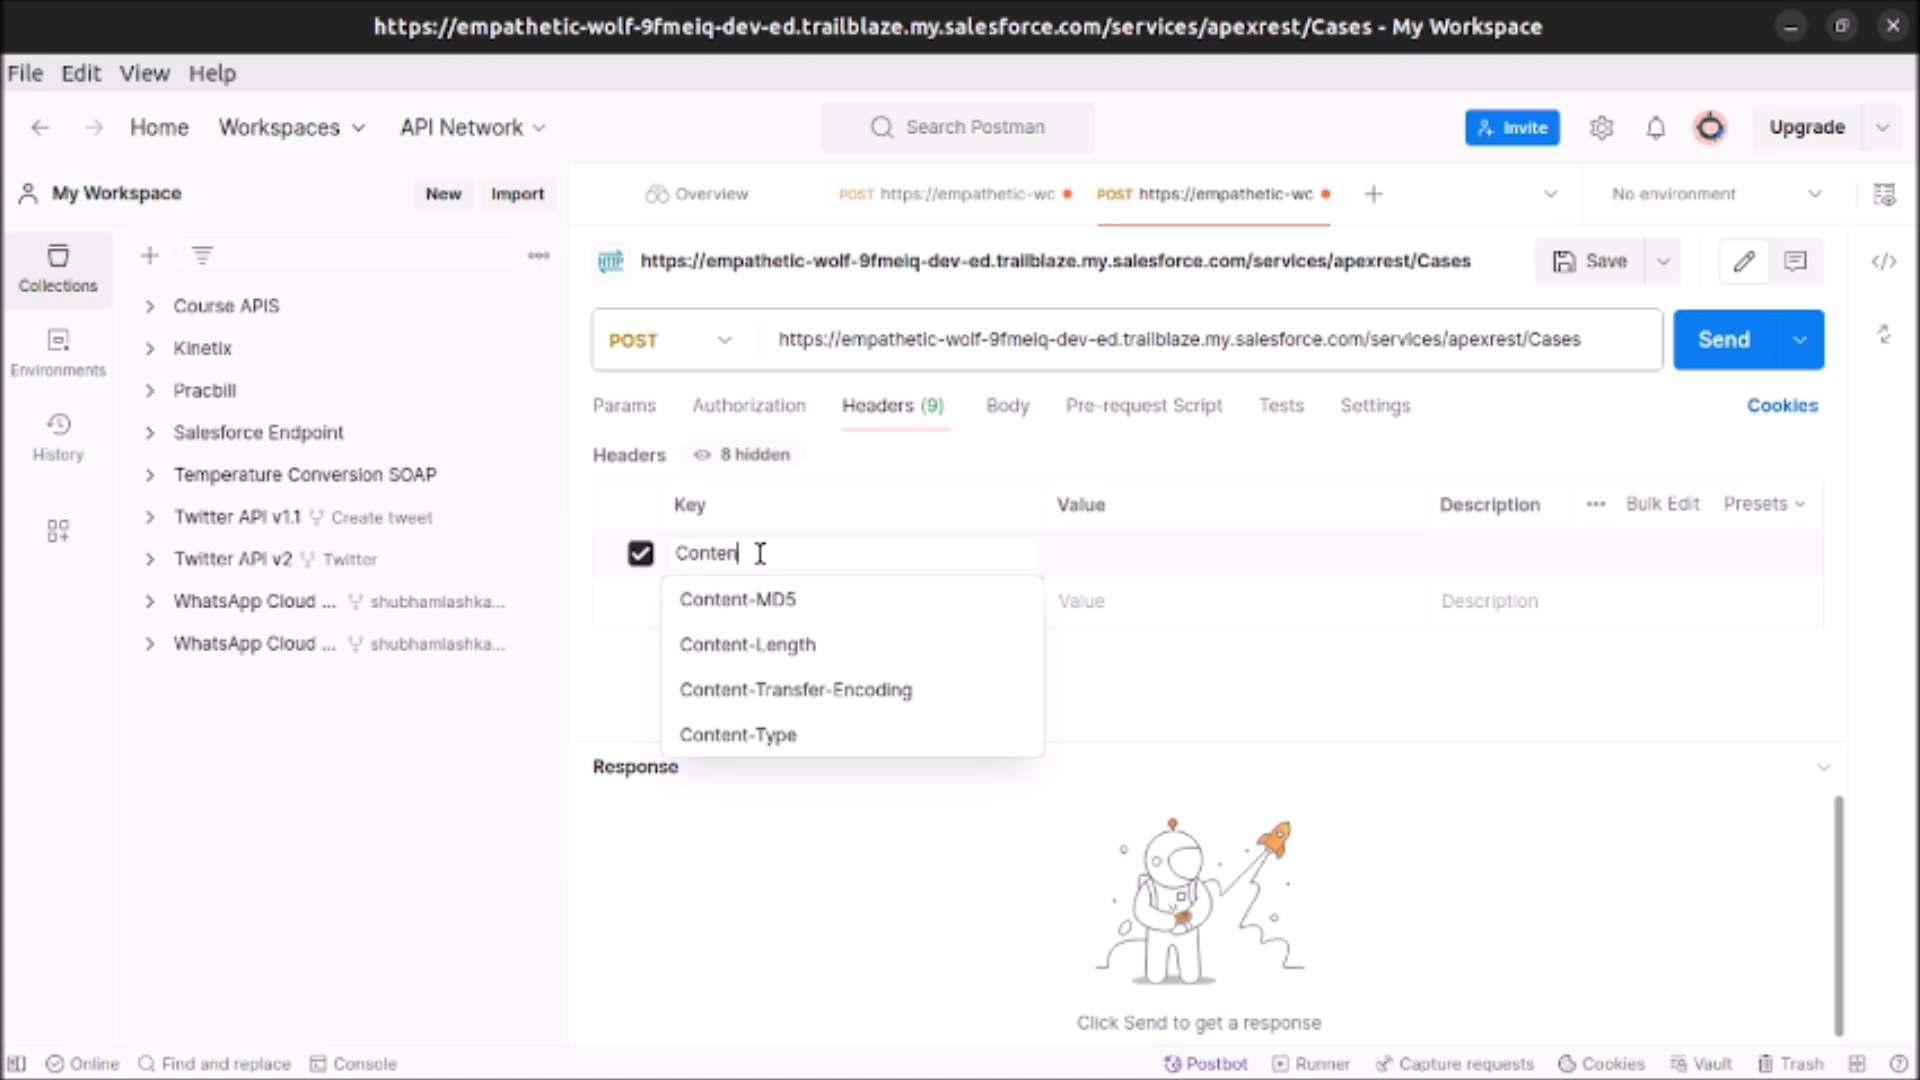 https://empathetic-wolf-9fmeiq-dev-ed.trailblaze.my.salesforce.com/services/apexrest/Cases - My Workspace
File Edit View Help
Home Workspaces API Network Search Postman Invite Upgrade
My Workspace New Import Overview POST https://empathetic-wc POST https://empathetic-wc No environment
Collections
HTTP https://empathetic-wolf-9fmeiq-dev-ed.trailblaze.my.salesforce.com/services/apexrest/Cases Save
Course APIS
Kinetix
Pracbill
Salesforce Endpoint
Temperature Conversion SOAP
Twitter API v1.1 Create tweet
Twitter API v2 Twitter
WhatsApp Cloud ... shubhamlashka...
WhatsApp Cloud ... shubhamlashka...
Environments
History
POST https://empathetic-wolf-9fmeiq-dev-ed.trailblaze.my.salesforce.com/services/apexrest/Cases Send
Params Authorization Headers (9) Body Pre-request Script Tests Settings Cookies
Headers 8 hidden
Key Value Description Bulk Edit Presets
Conten
Content-MD5
Value Description
Content-Length
Content-Transfer-Encoding
Content-Type
Response
Click Send to get a response
Online Find and replace Console Postbot Runner Capture requests Cookies Vault Trash